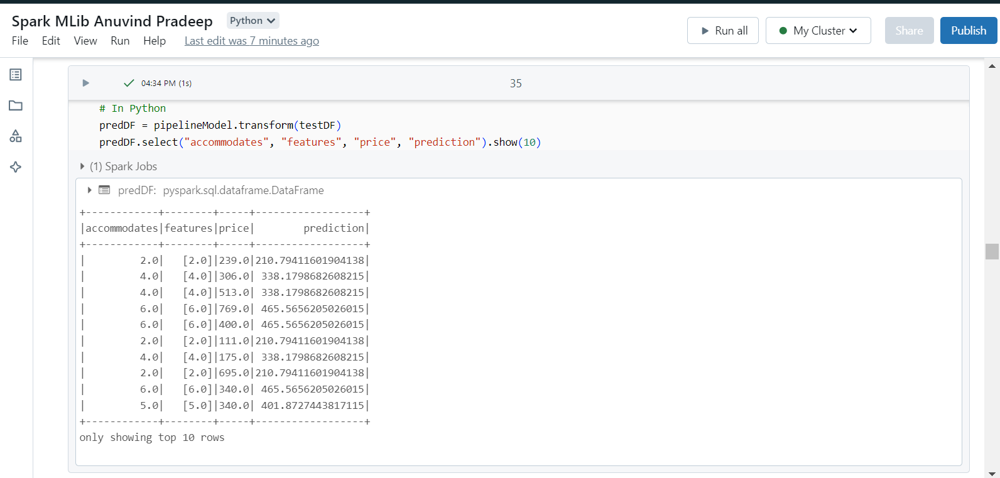 Spark MLib Anuvind Pradeep Python
File Edit View Run Help Last edit was 7 minutes ago
Run all My Cluster Share Publish
04:34 PM (1s) 35
# In Python
predDF = pipelineModel.transform(testDF)
predDF.select("accommodates", "features", "price", "prediction").show(10)
(1) Spark Jobs
predDF: pyspark.sql.dataframe.DataFrame
+------------+--------+-----+------------------+
|accommodates|features|price|        prediction|
+------------+--------+-----+------------------+
|         2.0|   [2.0]|239.0|210.79411601904138|
|         4.0|   [4.0]|306.0| 338.1798682608215|
|         4.0|   [4.0]|513.0| 338.1798682608215|
|         6.0|   [6.0]|769.0| 465.5656205026015|
|         6.0|   [6.0]|400.0| 465.5656205026015|
|         2.0|   [2.0]|111.0|210.79411601904138|
|         4.0|   [4.0]|175.0| 338.1798682608215|
|         2.0|   [2.0]|695.0|210.79411601904138|
|         6.0|   [6.0]|340.0| 465.5656205026015|
|         5.0|   [5.0]|340.0| 401.8727443817115|
+------------+--------+-----+------------------+
only showing top 10 rows